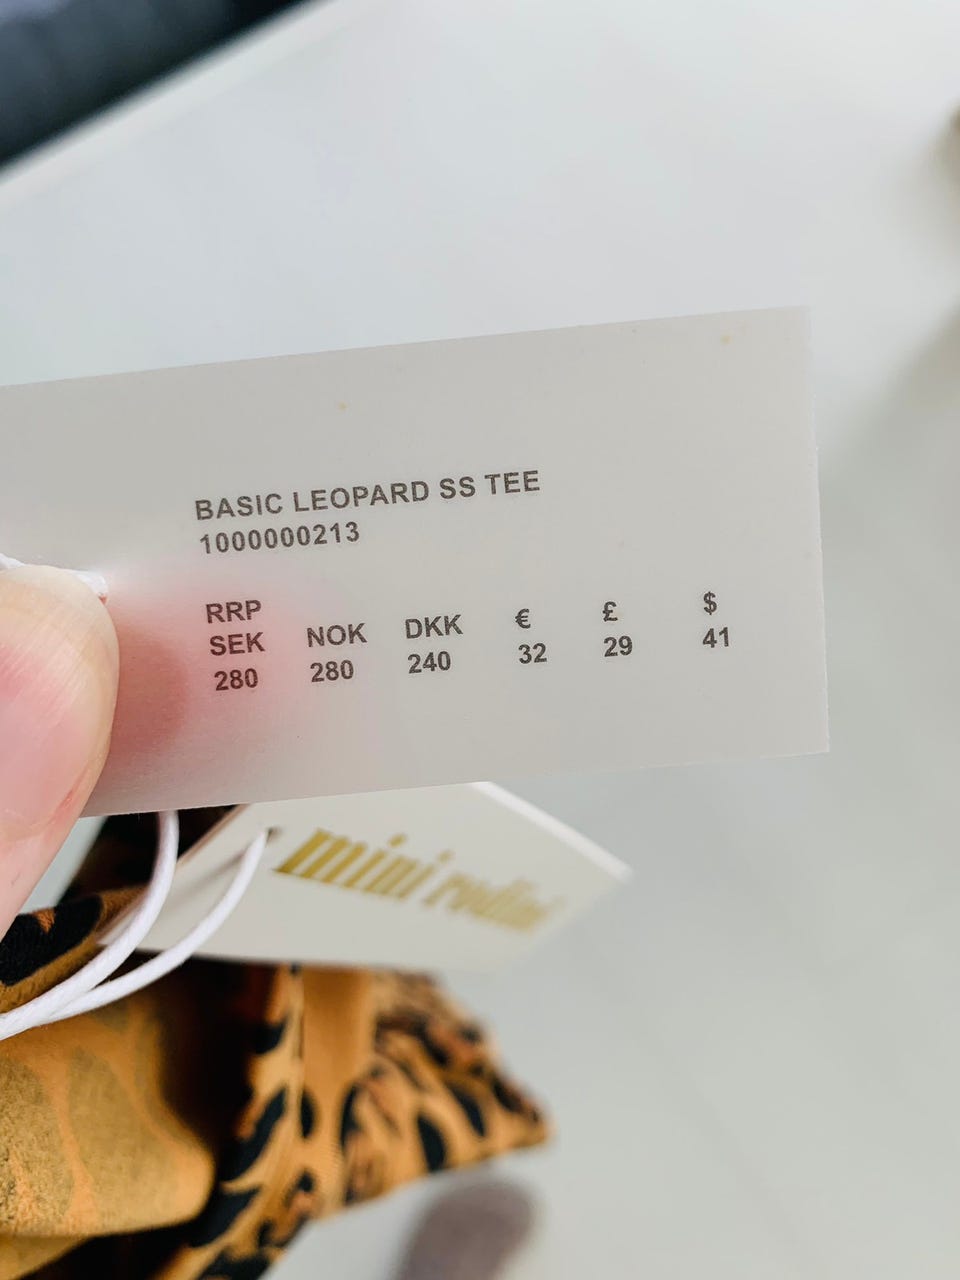 BASIC LEOPARD SS TEE
1000000213
RRP
SEK NOK DKK € £ $
280 280 240 32 29 41
mini rodini